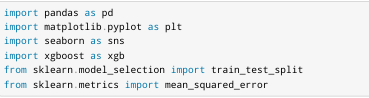 import pandas as pd
import matplotlib.pyplot as plt
import seaborn as sns
import xgboost as xgb
from sklearn.model_selection import train_test_split
from sklearn.metrics import mean_squared_error